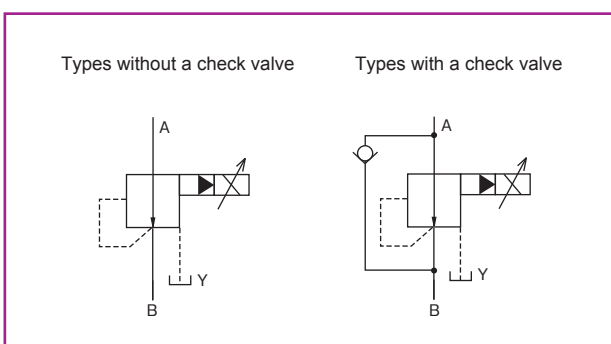 Types without a check valve
Types with a check valve
A
Y
B
A
Y
B